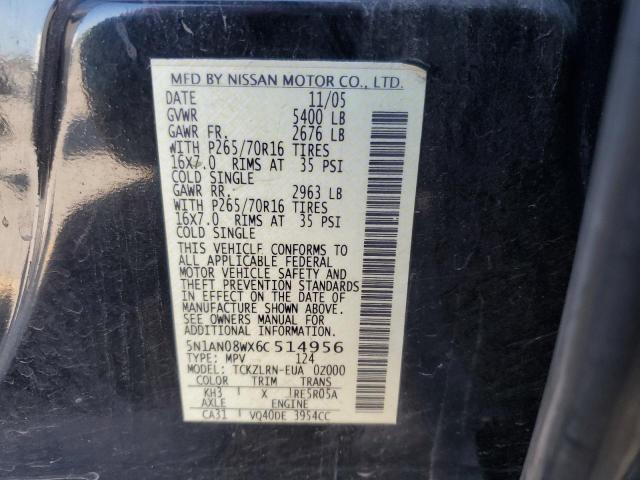 MFD BY NISSAN MOTOR CO., LTD.
DATE 11/05
GVWR 5400 LB
GAWR FR. 2676 LB
WITH P265/70R16 TIRES
16X7.0 RIMS AT 35 PSI
COLD SINGLE
GAWR RR. 2963 LB
WITH P265/70R16 TIRES
16X7.0 RIMS AT 35 PSI
COLD SINGLE
THIS VEHICLE CONFORMS TO
ALL APPLICABLE FEDERAL
MOTOR VEHICLE SAFETY AND
THEFT PREVENTION STANDARDS
IN EFFECT ON THE DATE OF
MANUFACTURE SHOWN ABOVE.
SEE OWNERS MANUAL FOR
ADDITIONAL INFORMATION
5N1AN08WX6C514956
TYPE: MPV 124
MODEL: TCKZLRN-EUA 0Z000
COLOR TRIM TRANS
KH3 X RE5R05A
AXLE ENGINE
CA31 VQ40DE 3954CC